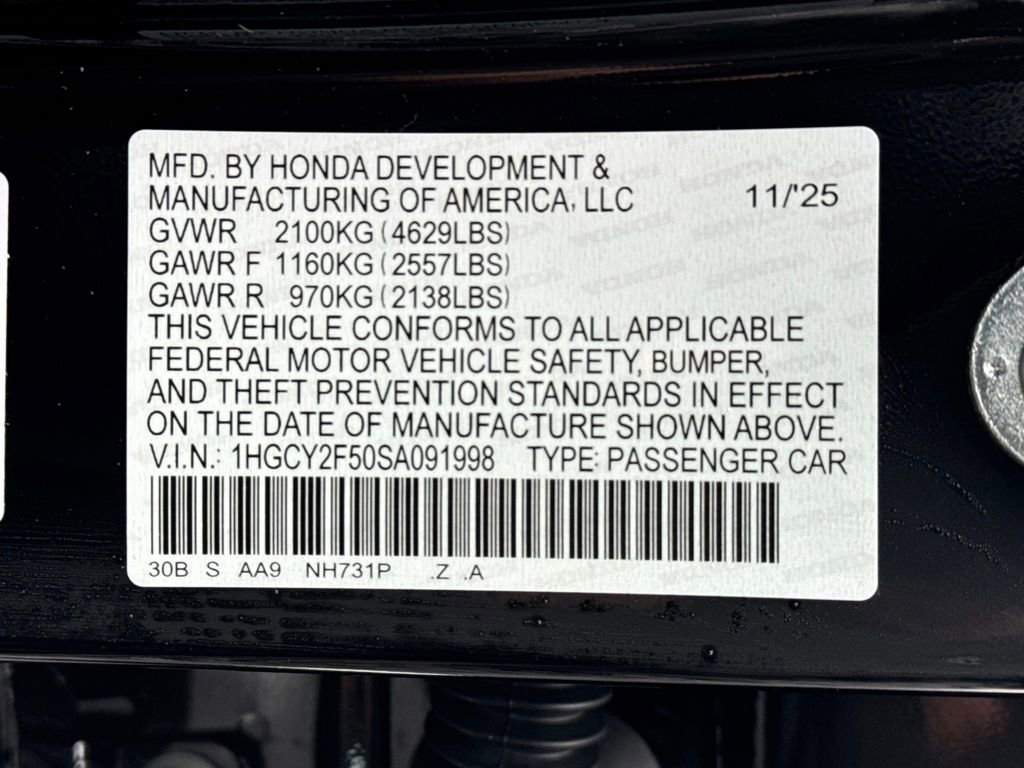 MFD. BY HONDA DEVELOPMENT &
MANUFACTURING OF AMERICA, LLC 11/'25
GVWR 2100KG (4629LBS)
GAWR F 1160KG (2557LBS)
GAWR R 970KG (2138LBS)
THIS VEHICLE CONFORMS TO ALL APPLICABLE
FEDERAL MOTOR VEHICLE SAFETY, BUMPER,
AND THEFT PREVENTION STANDARDS IN EFFECT
ON THE DATE OF MANUFACTURE SHOWN ABOVE.
V.I.N.: 1HGCY2F50SA091998 TYPE: PASSENGER CAR
30B S AA9 NH731P .Z .A